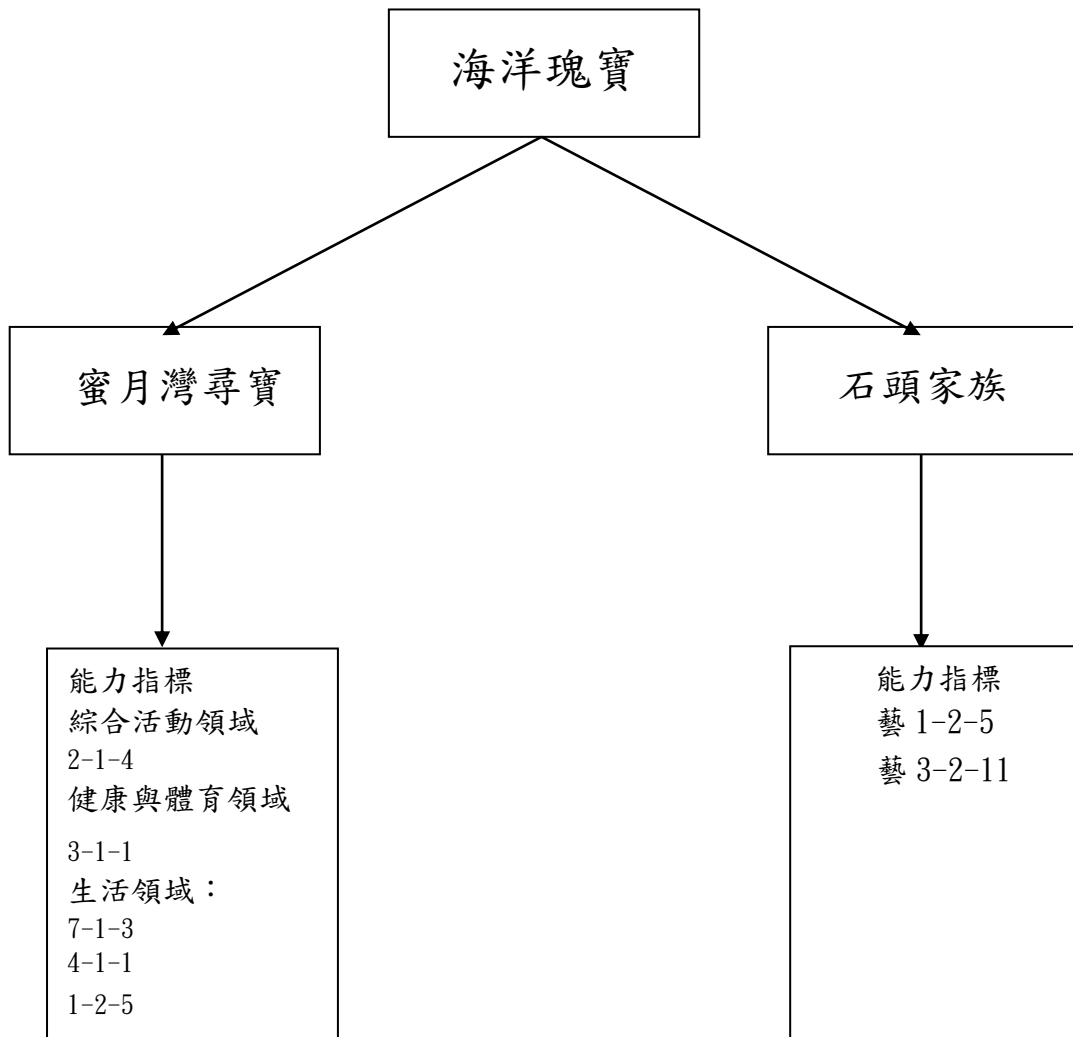 海洋瑰寶
蜜月灣尋寶
石頭家族
能力指標
綜合活動領域
2-1-4
健康與體育領域
3-1-1
生活領域：
7-1-3
4-1-1
1-2-5
能力指標
藝 1-2-5
藝 3-2-11